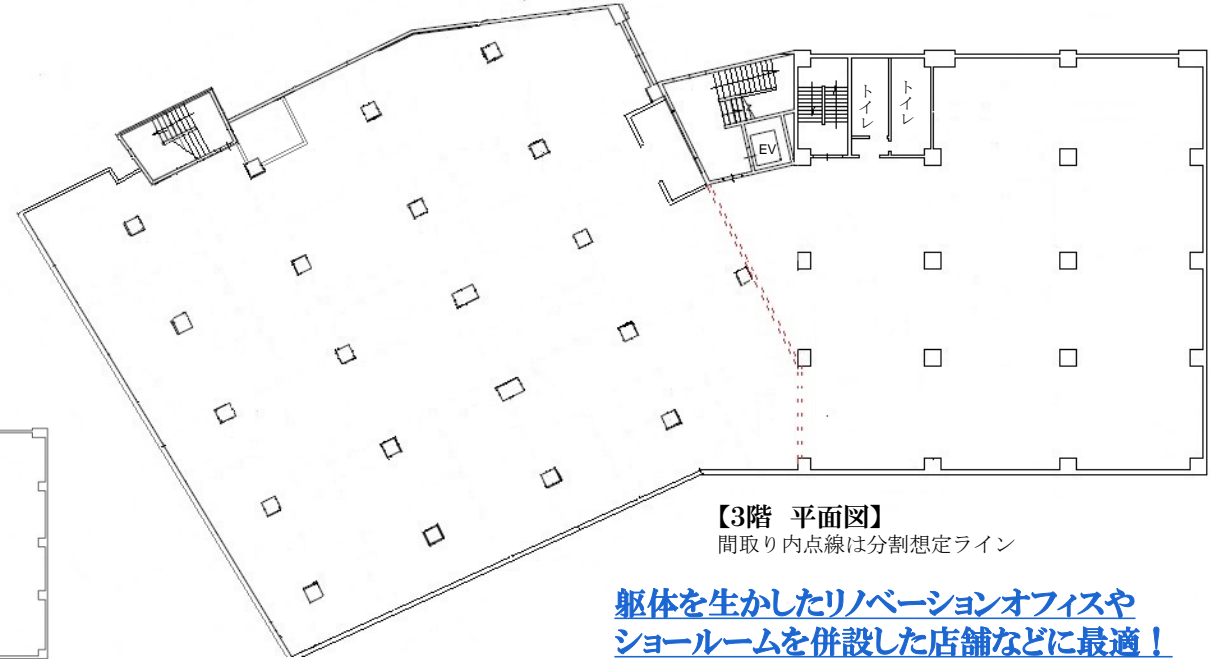 トイレ
トイレ
EV
【3階 平面図】
間取り内点線は分割想定ライン
躯体を生かしたリノベーションオフィスや
ショールームを併設した店舗などに最適！